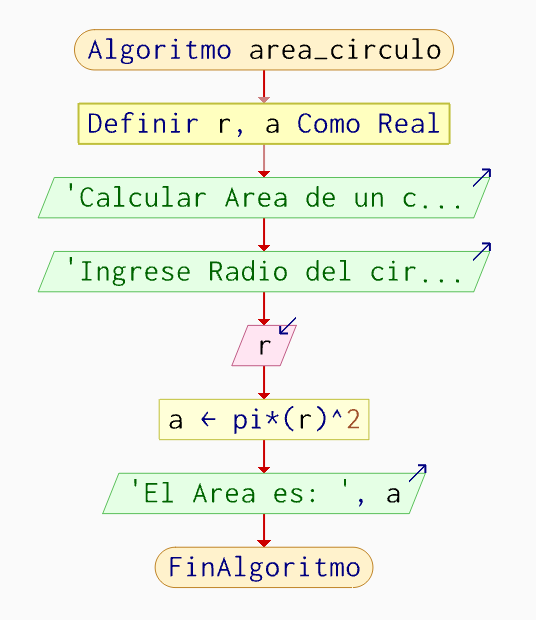 Algoritmo area_circulo
Definir r, a Como Real
'Calcular Area de un c...
'Ingrese Radio del cir...
r
a ← pi*(r)^2
'El Area es: ', a
FinAlgoritmo